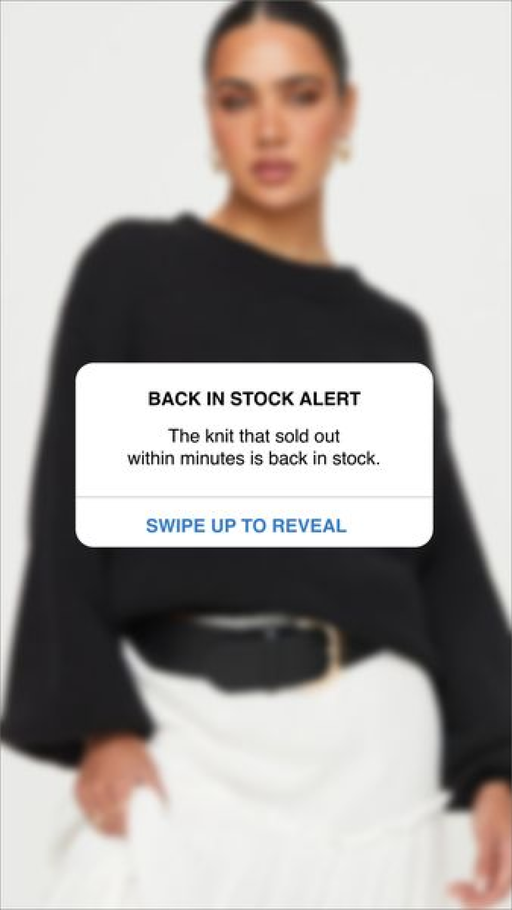 BACK IN STOCK ALERT
The knit that sold out
within minutes is back in stock.
SWIPE UP TO REVEAL